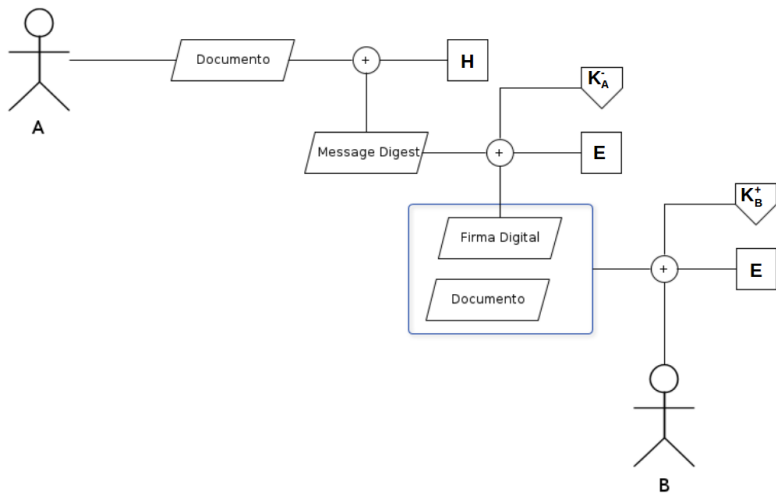 Documento
+
H
A
K⁻A
Message Digest
+
E
K⁺B
Firma Digital
+
E
Documento
B